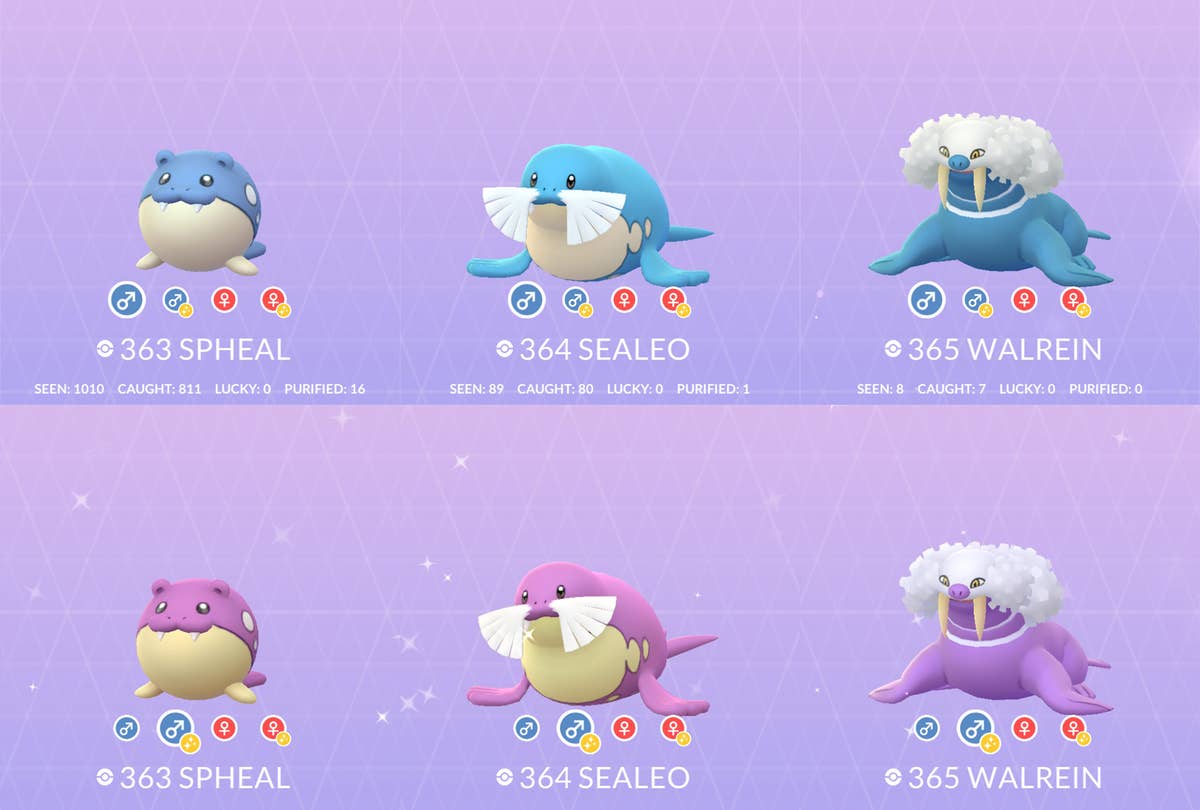 363 SPHEAL
SEEN: 1010 CAUGHT: 811 LUCKY: 0 PURIFIED: 16
364 SEALEO
SEEN: 89 CAUGHT: 80 LUCKY: 0 PURIFIED: 1
365 WALREIN
SEEN: 8 CAUGHT: 7 LUCKY: 0 PURIFIED: 0
363 SPHEAL
364 SEALEO
365 WALREIN